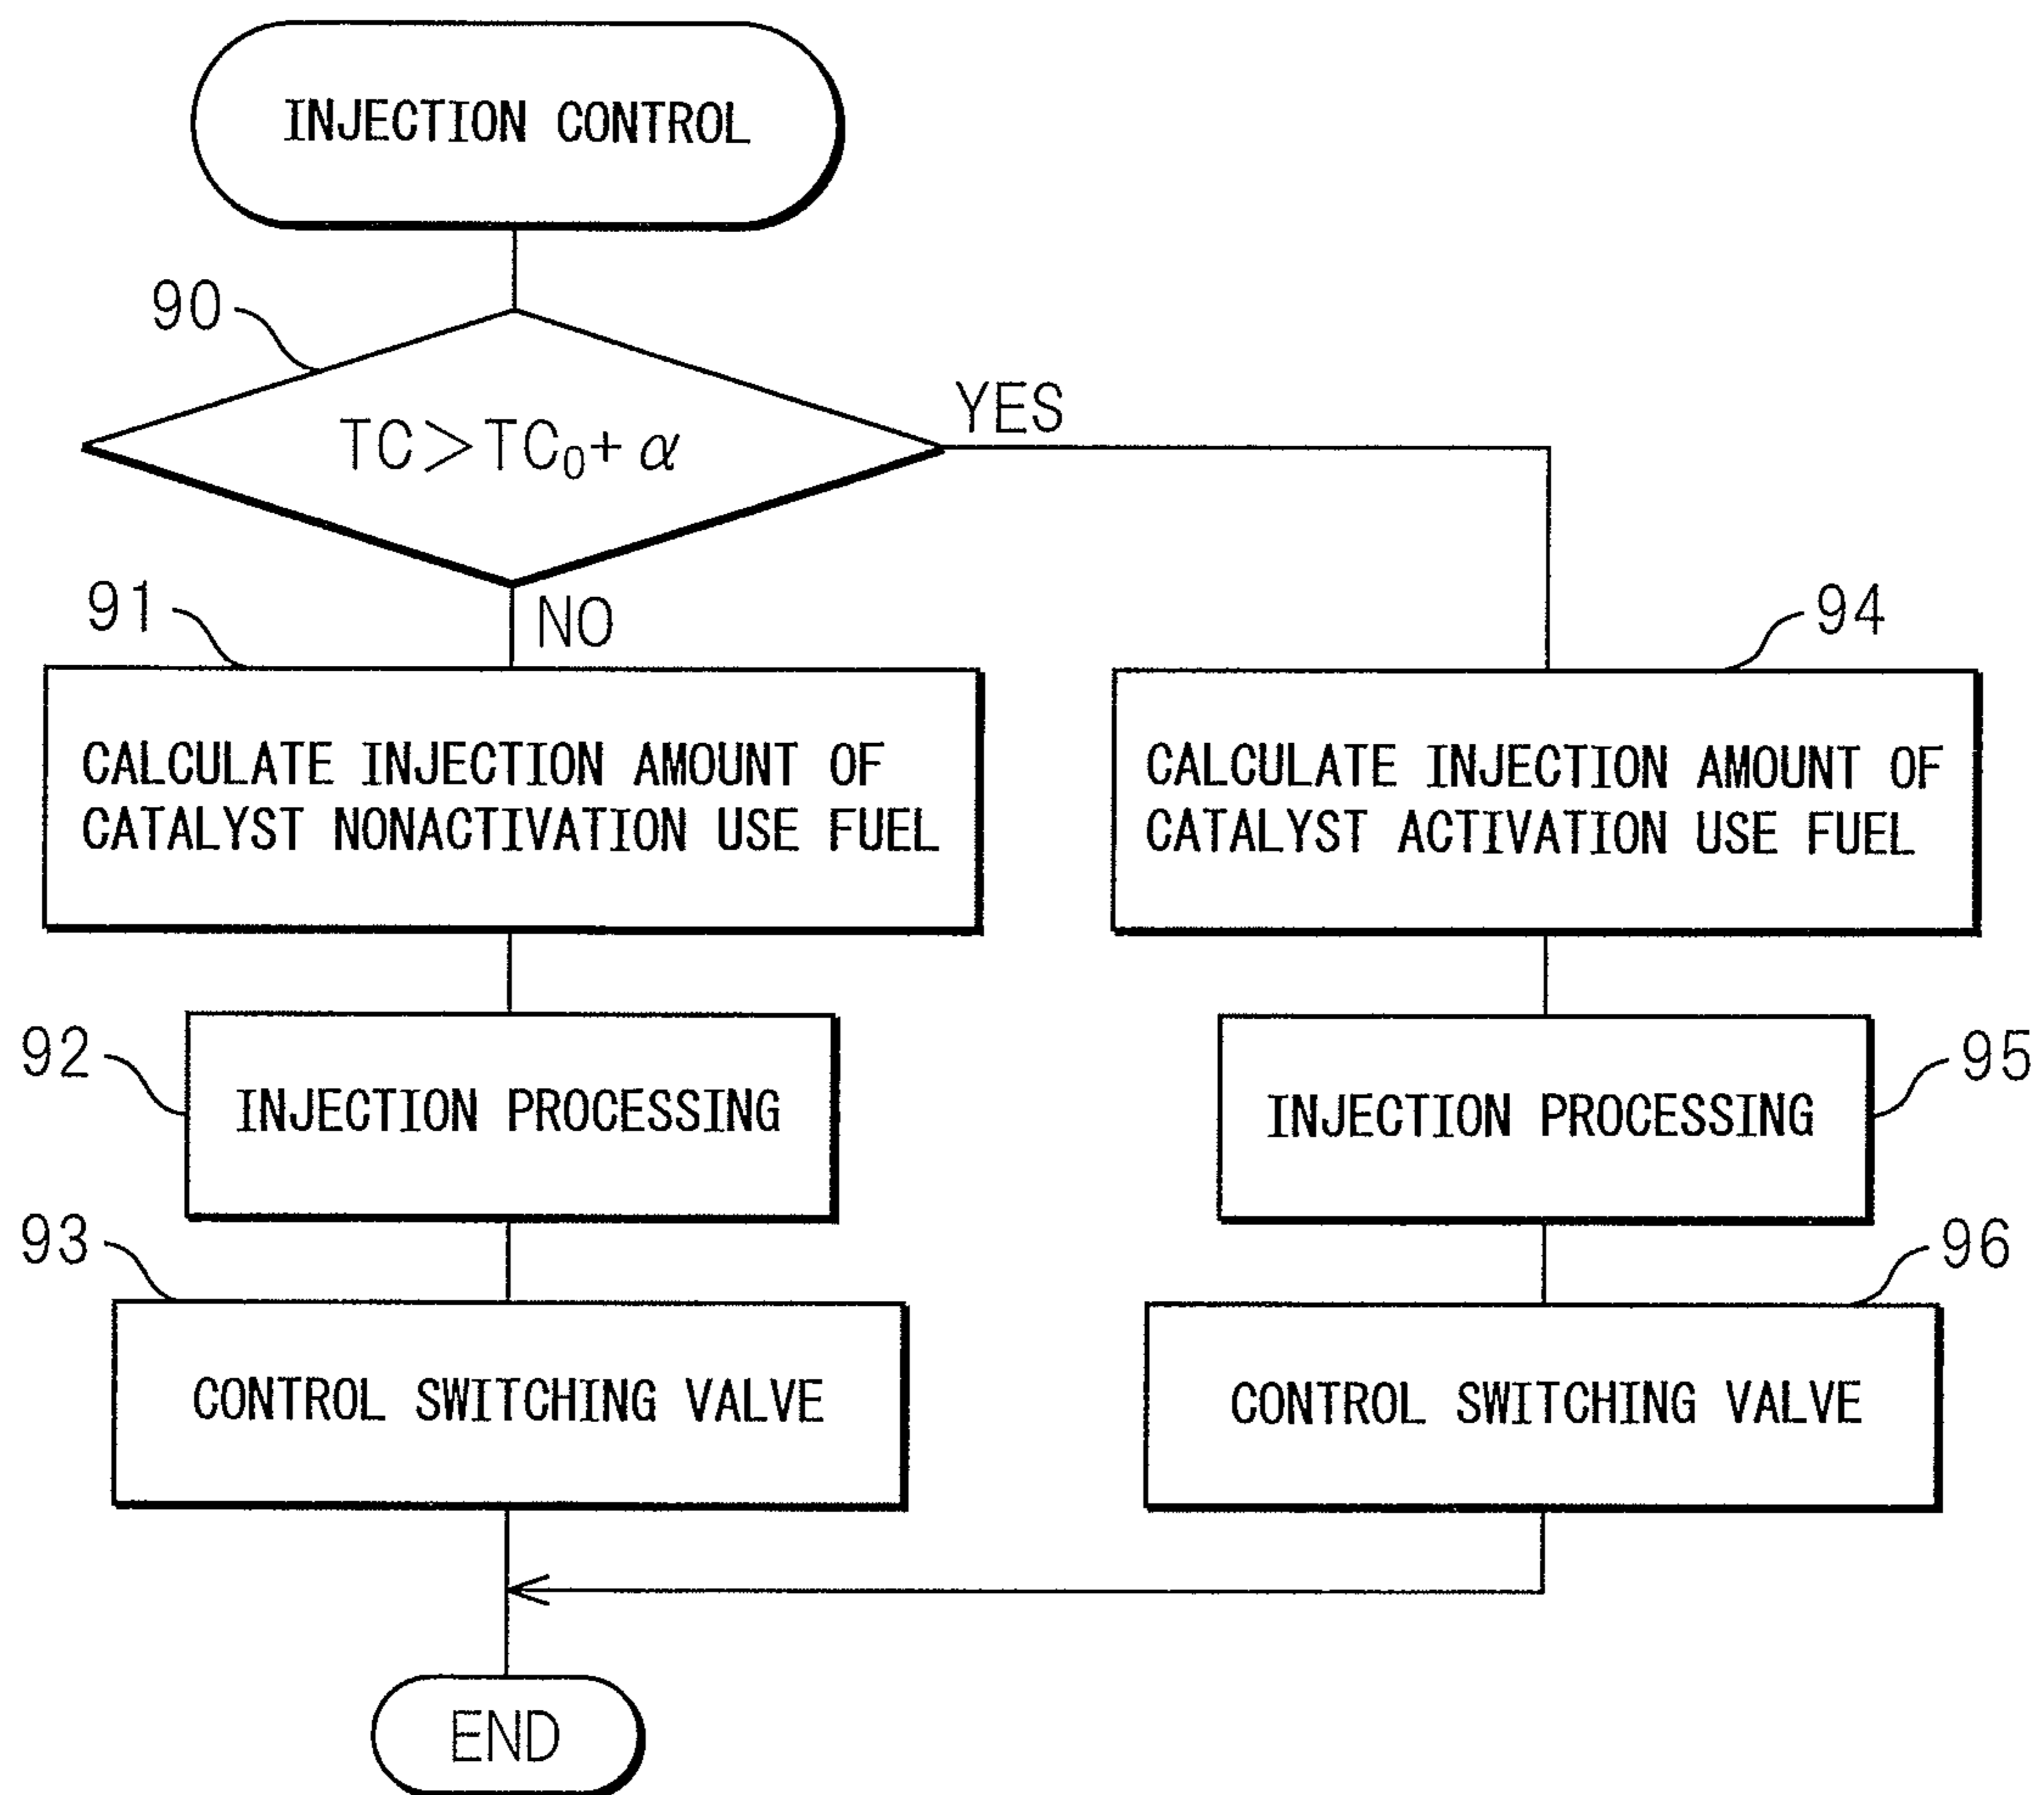 INJECTION CONTROL
90
TC>TC₀+α
YES
NO
91
CALCULATE INJECTION AMOUNT OF
CATALYST NONACTIVATION USE FUEL
94
CALCULATE INJECTION AMOUNT OF
CATALYST ACTIVATION USE FUEL
92
INJECTION PROCESSING
95
INJECTION PROCESSING
93
CONTROL SWITCHING VALVE
96
CONTROL SWITCHING VALVE
END